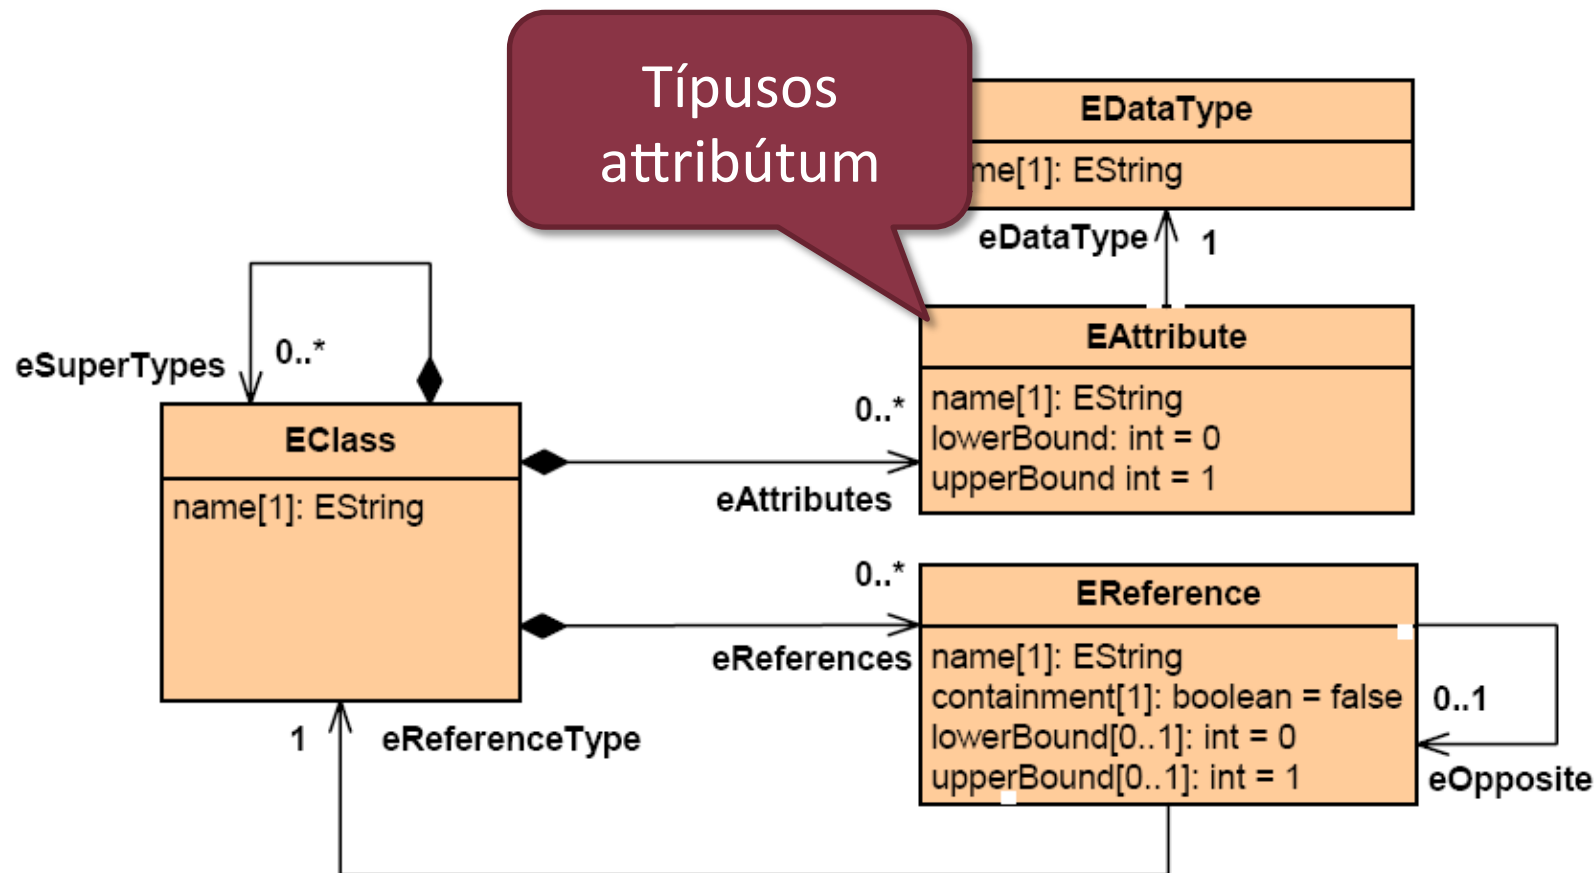 Típusos
attribútum
EDataType
me[1]: EString
eDataType
1
eSuperTypes
0..*
EClass
name[1]: EString
0..*
eAttributes
EAttribute
name[1]: EString
lowerBound: int = 0
upperBound int = 1
0..*
eReferences
EReference
name[1]: EString
containment[1]: boolean = false
lowerBound[0..1]: int = 0
upperBound[0..1]: int = 1
0..1
eOpposite
1
eReferenceType